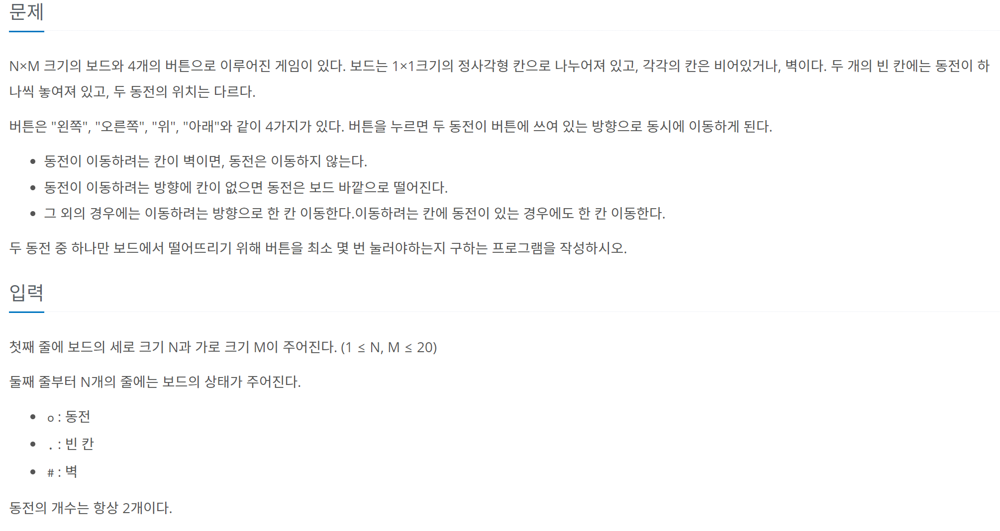 문제
N×M 크기의 보드와 4개의 버튼으로 이루어진 게임이 있다. 보드는 1×1크기의 정사각형 칸으로 나누어져 있고, 각각의 칸은 비어있거나, 벽이다. 두 개의 빈 칸에는 동전이 하
나씩 놓여져 있고, 두 동전의 위치는 다르다.
버튼은 "왼쪽", "오른쪽", "위", "아래"와 같이 4가지가 있다. 버튼을 누르면 두 동전이 버튼에 쓰여 있는 방향으로 동시에 이동하게 된다.
• 동전이 이동하려는 칸이 벽이면, 동전은 이동하지 않는다.
• 동전이 이동하려는 방향에 칸이 없으면 동전은 보드 바깥으로 떨어진다.
• 그 외의 경우에는 이동하려는 방향으로 한 칸 이동한다.이동하려는 칸에 동전이 있는 경우에도 한 칸 이동한다.
두 동전 중 하나만 보드에서 떨어뜨리기 위해 버튼을 최소 몇 번 눌러야하는지 구하는 프로그램을 작성하시오.
입력
첫째 줄에 보드의 세로 크기 N과 가로 크기 M이 주어진다. (1 ≤ N, M ≤ 20)
둘째 줄부터 N개의 줄에는 보드의 상태가 주어진다.
• o : 동전
• . : 빈 칸
• # : 벽
동전의 개수는 항상 2개이다.